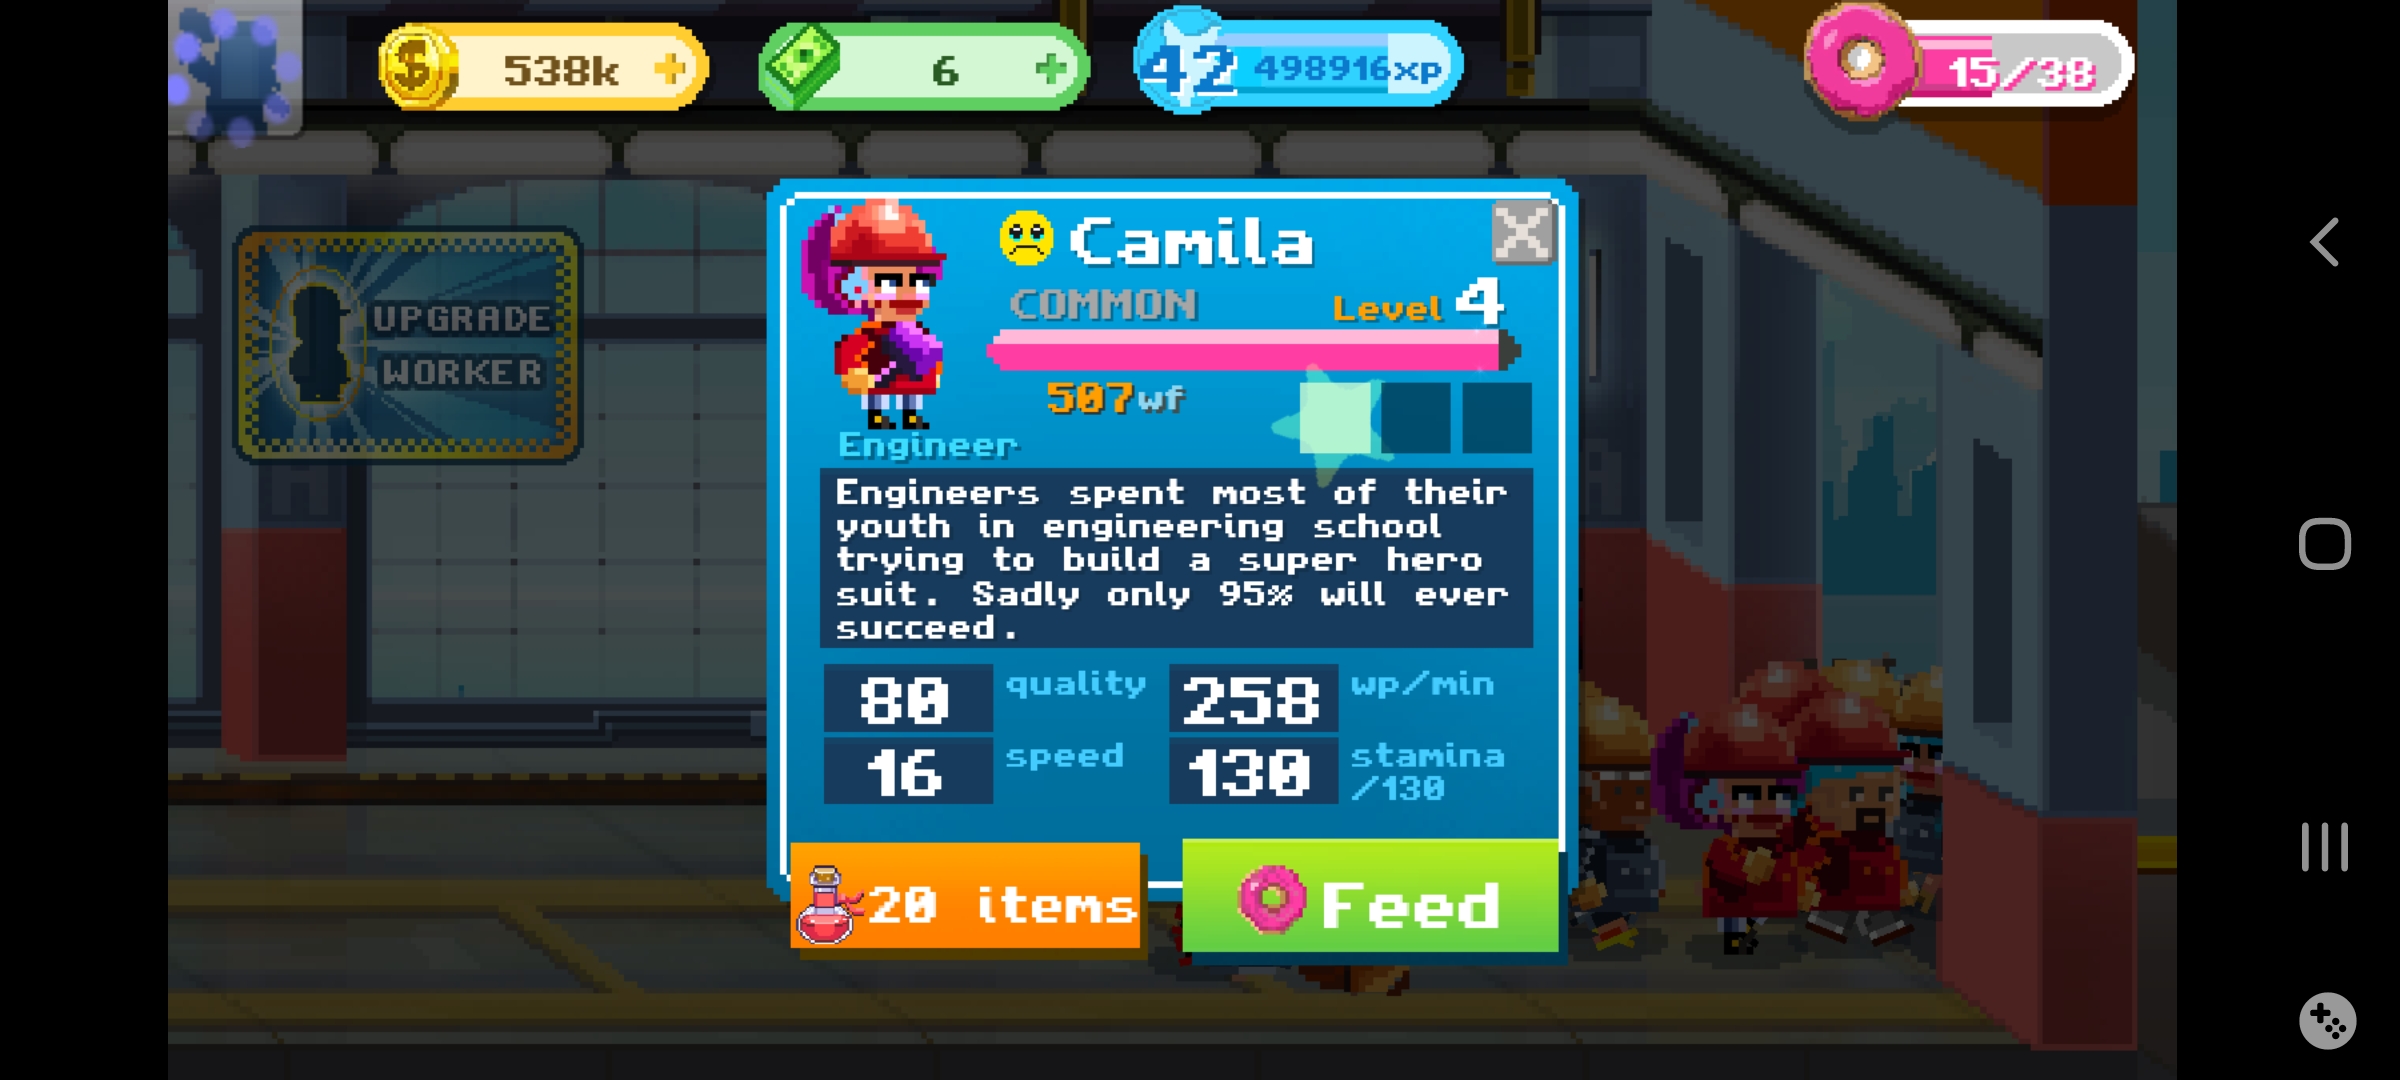 538k
6
42 498916xp
15/38
UPGRADE
WORKER
Camila
COMMON
Level 4
507wf
Engineer
Engineers spent most of their
youth in engineering school
trying to build a super hero
suit. Sadly only 95% will ever
succeed.
80 quality
258 wp/min
16 speed
130 stamina
/130
20 items
Feed